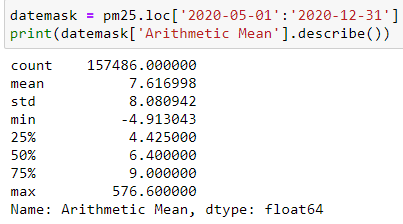 datemask = pm25.loc['2020-05-01':'2020-12-31']
print(datemask['Arithmetic Mean'].describe())
count    157486.000000
mean          7.616998
std           8.080942
min          -4.913043
25%           4.425000
50%           6.400000
75%           9.000000
max         576.600000
Name: Arithmetic Mean, dtype: float64